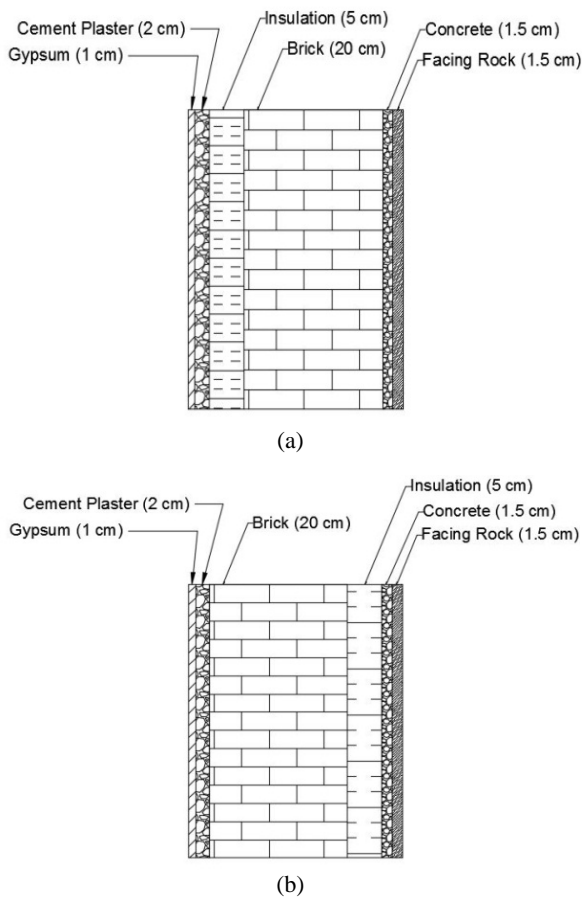 Insulation (5 cm)
Concrete (1.5 cm)
Cement Plaster (2 cm)
Brick (20 cm)
Gypsum (1 cm)
Facing Rock (1.5 cm)
(a)
Insulation (5 cm)
Cement Plaster (2 cm)
Concrete (1.5 cm)
Brick (20 cm)
Gypsum (1 cm)
Facing Rock (1.5 cm)
(b)